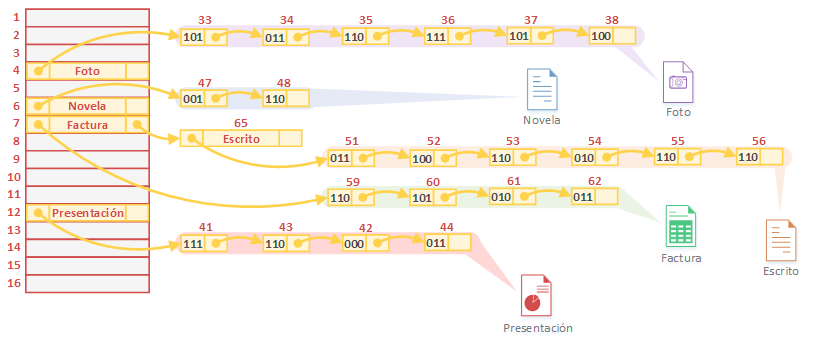 33 34 35 36 37 38
1
2 101 011 110 111 101 100
3
4 Foto
5 47 48
6 Novela 001 110
Novela
Foto
7 Factura 65
8 Escrito 51 52 53 54 55 56
9 011 100 110 010 110 110
10 59 60 61 62
11 110 101 010 011
12 Presentación
13 41 43 42 44
14 111 110 000 011
15
16
Factura
Escrito
Presentación